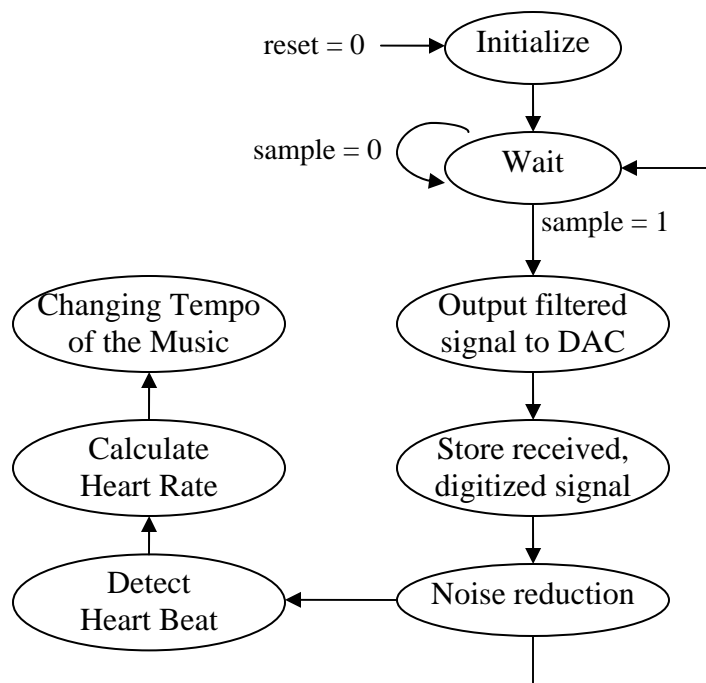 reset = 0
Initialize
sample = 0
Wait
sample = 1
Changing Tempo
of the Music
Output filtered
signal to DAC
Calculate
Heart Rate
Store received,
digitized signal
Detect
Heart Beat
Noise reduction